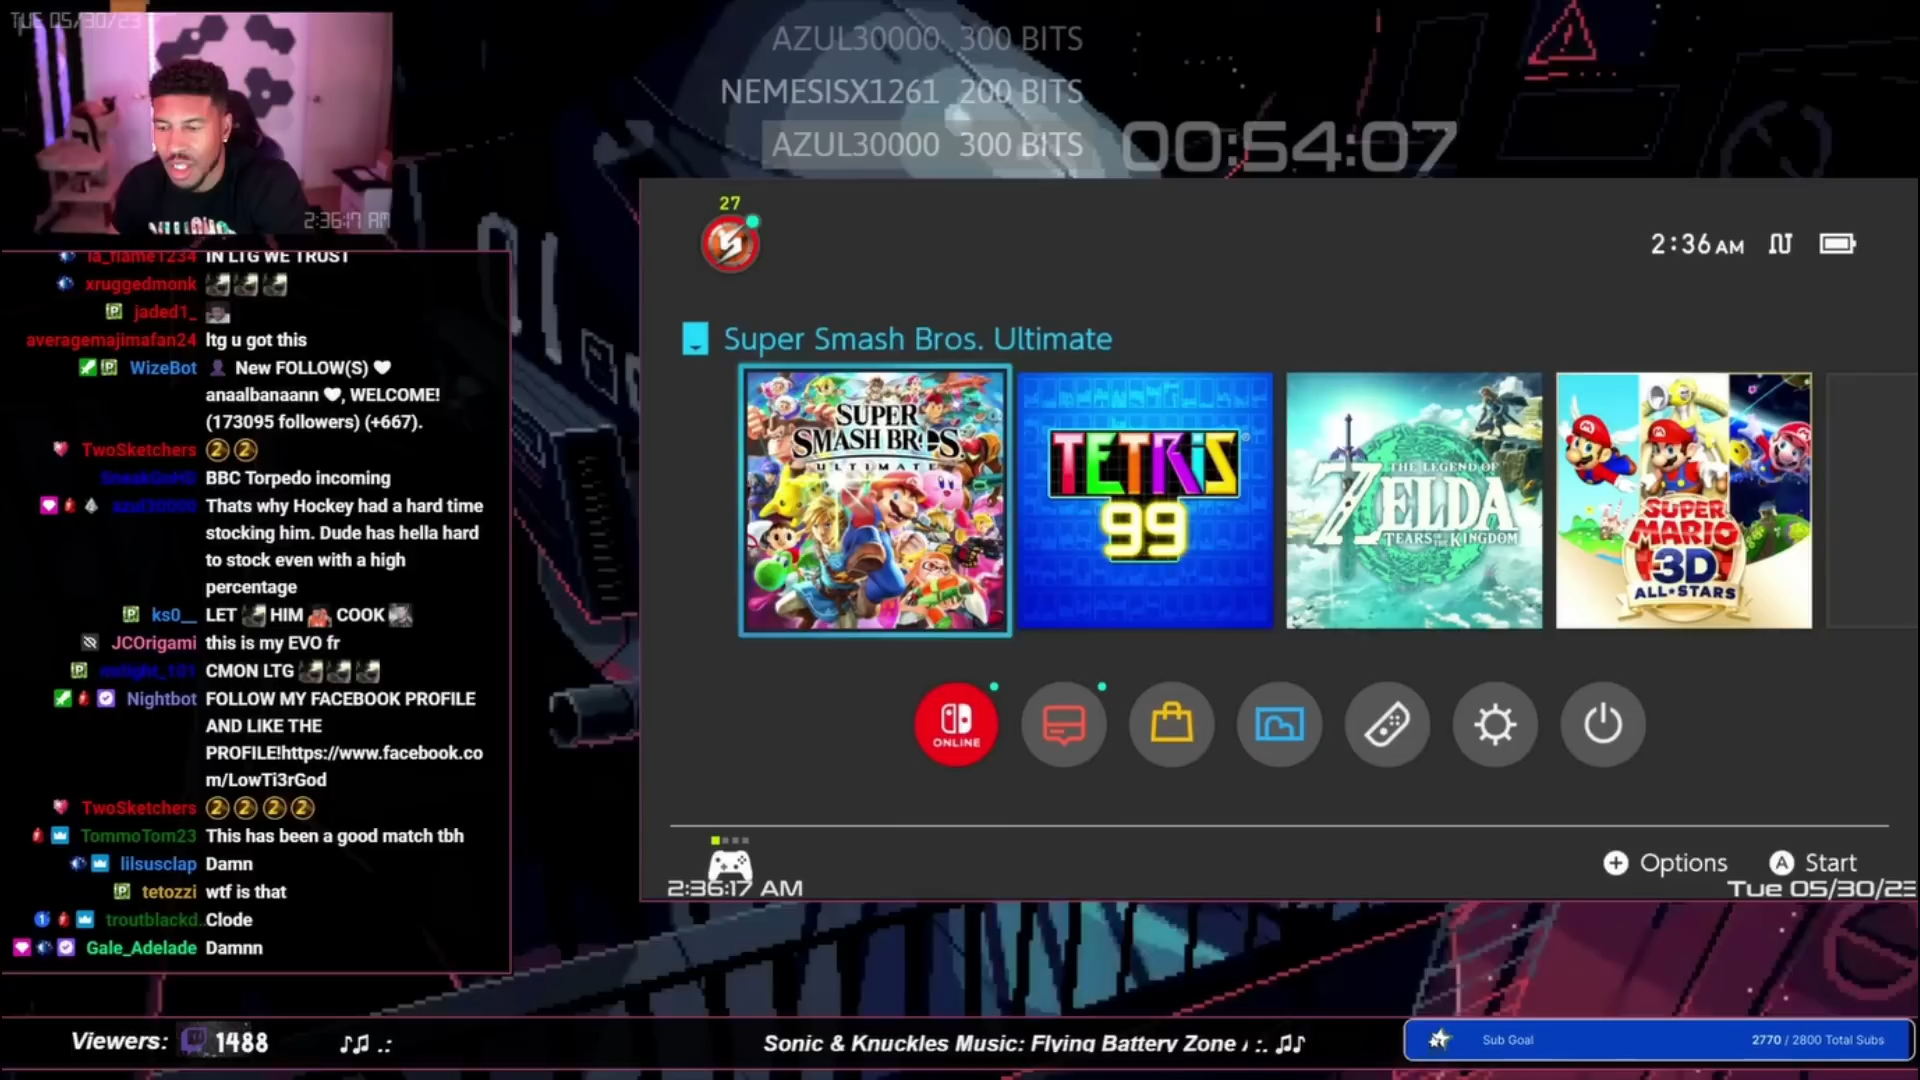 TUE 05/30/23
2:36:17 AM
AZUL30000 300 BITS
NEMESISX1261 200 BITS
AZUL30000 300 BITS
00:54:07
la_flame1234 IN LTG WE TRUST
xruggedmonk
jaded1_
averagemajimafan24 ltg u got this
WizeBot New FOLLOW(S)
anaalbanaann, WELCOME!
(173095 followers) (+667).
TwoSketchers
BBC Torpedo incoming
azul30000 Thats why Hockey had a hard time
stocking him. Dude has hella hard
to stock even with a high
percentage
ks0__ LET HIM COOK
JCOrigami this is my EVO fr
CMON LTG
Nightbot FOLLOW MY FACEBOOK PROFILE
AND LIKE THE
PROFILE!https://www.facebook.co
m/LowTi3rGod
TwoSketchers
TommoTom23 This has been a good match tbh
lilsusclap Damn
tetozzi wtf is that
troutblackd.. Clode
Gale_Adelade Damnn
27
2:36 AM
Super Smash Bros. Ultimate
SUPER
SMASH BROS.
ULTIMATE
TETRIS
99
THE LEGEND OF
ZELDA
TEARS OF THE KINGDOM
SUPER
MARIO
3D
ALL★STARS
ONLINE
+ Options
A Start
2:36:17 AM
Tue 05/30/23
Viewers: 1488
♪♫ .:
Sonic & Knuckles Music: Flying Battery Zone / :. ♫♪
Sub Goal
2770 / 2800 Total Subs